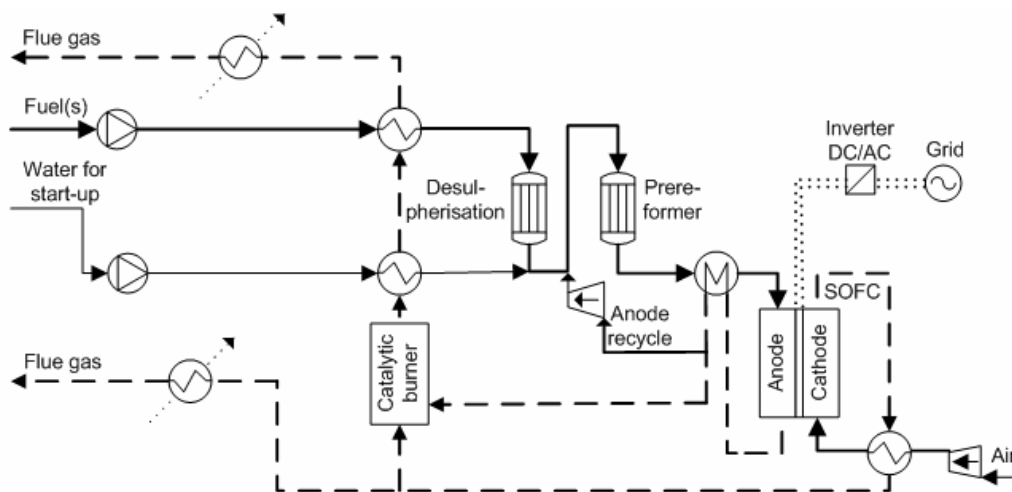 Flue gas
Fuel(s)
Water for
start-up
Desul-
pherisation
Prere-
former
Inverter
DC/AC
Grid
SOFC
Anode
recycle
Anode
Cathode
Catalytic
burner
Flue gas
Air